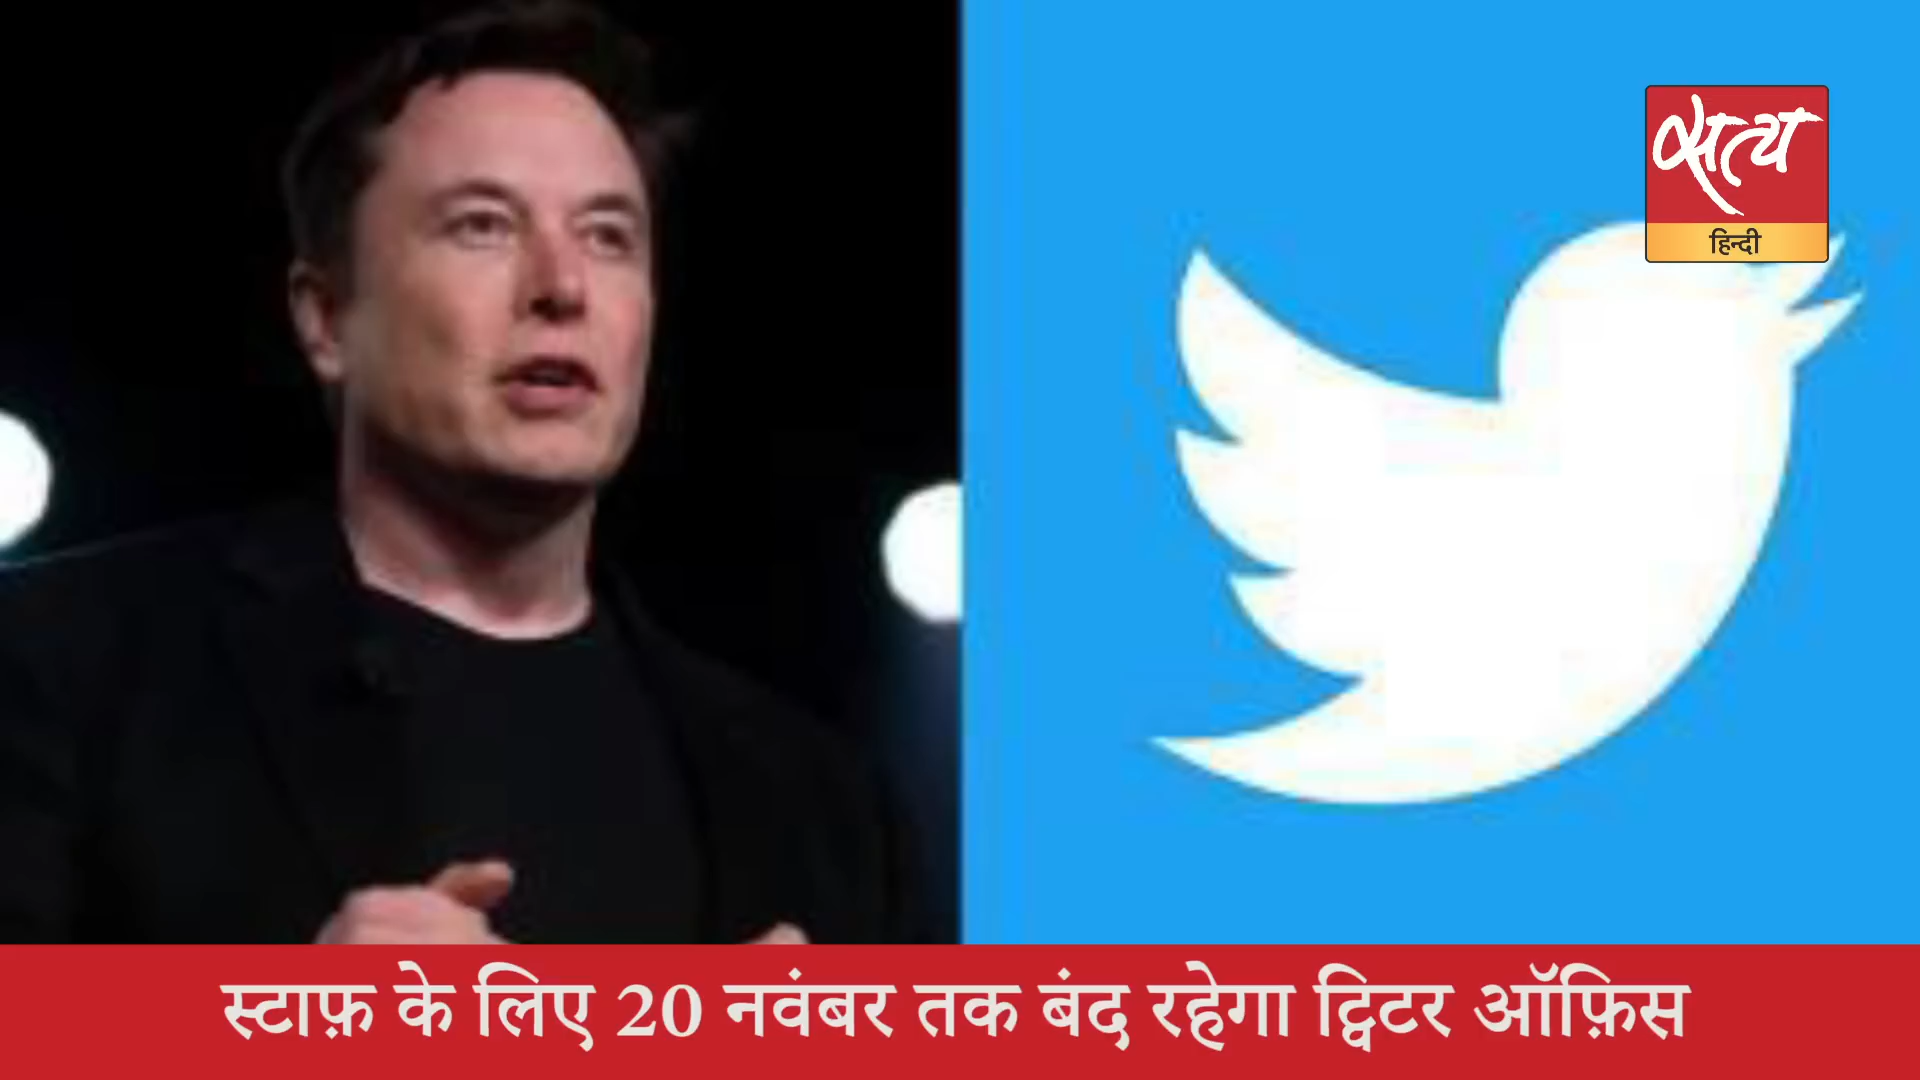 सत्य
हिन्दी
स्टाफ़ के लिए 20 नवंबर तक बंद रहेगा ट्विटर ऑफ़िस